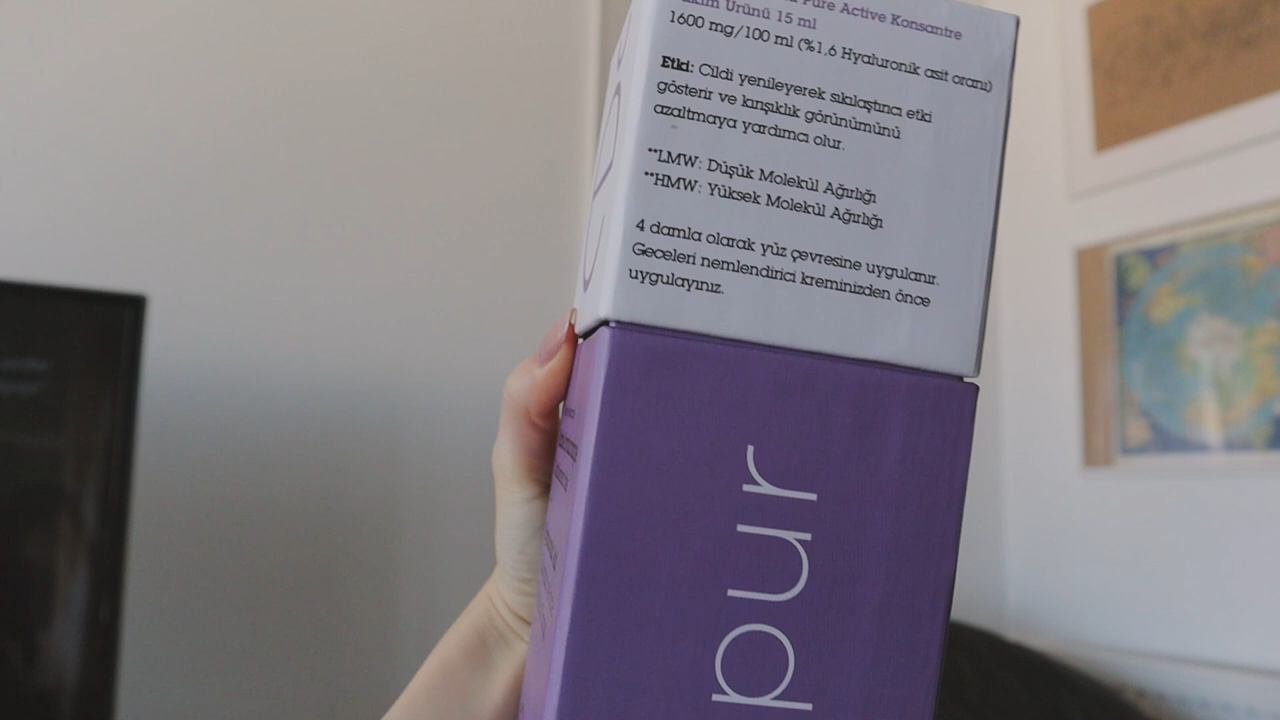 Pure Active Konsantre
Ürünü 15 ml
1600 mg/100 ml (%1,6 Hyaluronik asit oranı)
Etki: Cildi yenileyerek sıkılaştırıcı etki
gösterir ve kırışıklık görünümünü
azaltmaya yardımcı olur.
**LMW: Düşük Molekül Ağırlığı
**HMW: Yüksek Molekül Ağırlığı
4 damla olarak yüz çevresine uygulanır.
Geceleri nemlendirici kreminizden önce
uygulayınız.
pur